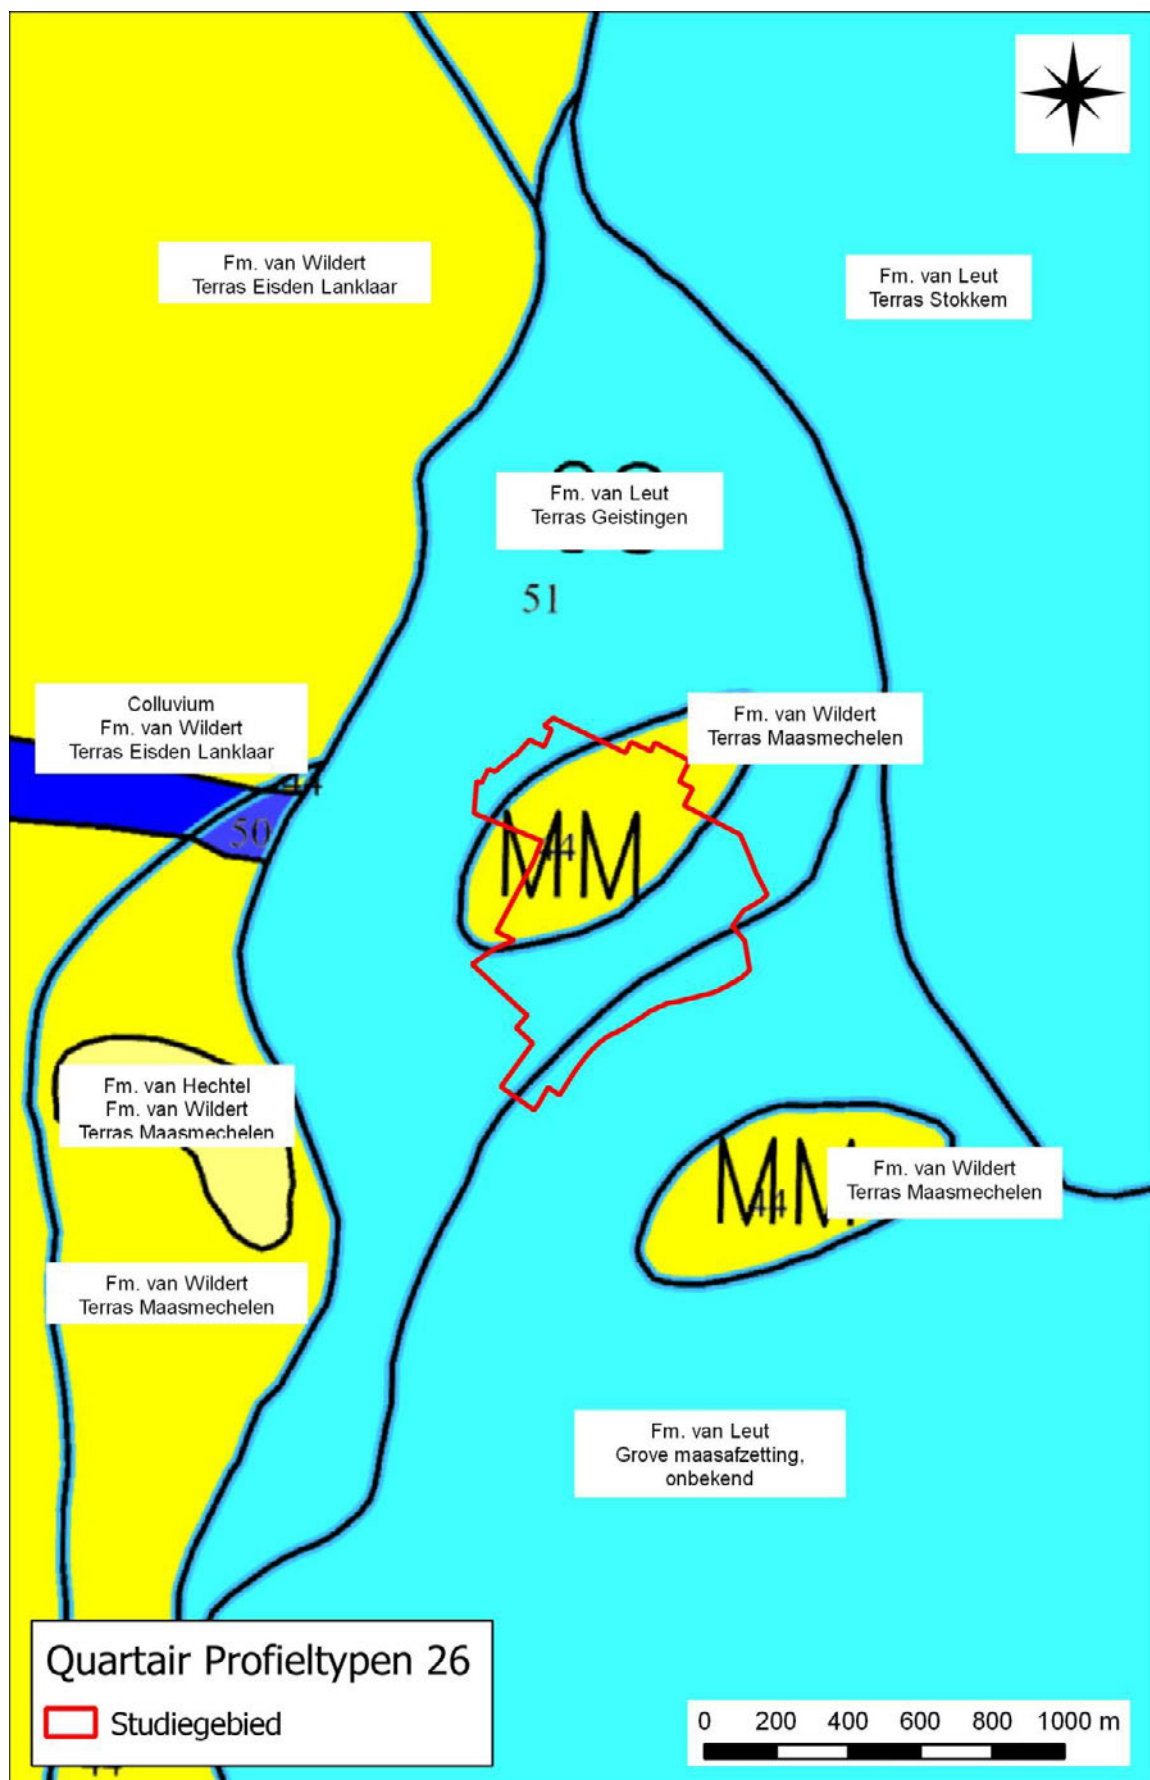 Fm. van Wildert
Terras Eisden Lanklaar
Fm. van Leut
Terras Stokkem
Fm. van Leut
Terras Geistingen
51
Colluvium
Fm. van Wildert
Terras Eisden Lanklaar
44
50
Fm. van Wildert
Terras Maasmechelen
MM
44
Fm. van Hechtel
Fm. van Wildert
Terras Maasmechelen
MM
44
Fm. van Wildert
Terras Maasmechelen
Fm. van Wildert
Terras Maasmechelen
Fm. van Leut
Grove maasafzetting,
onbekend
Quartair Profieltypen 26
Studiegebied
0 200 400 600 800 1000 m
44